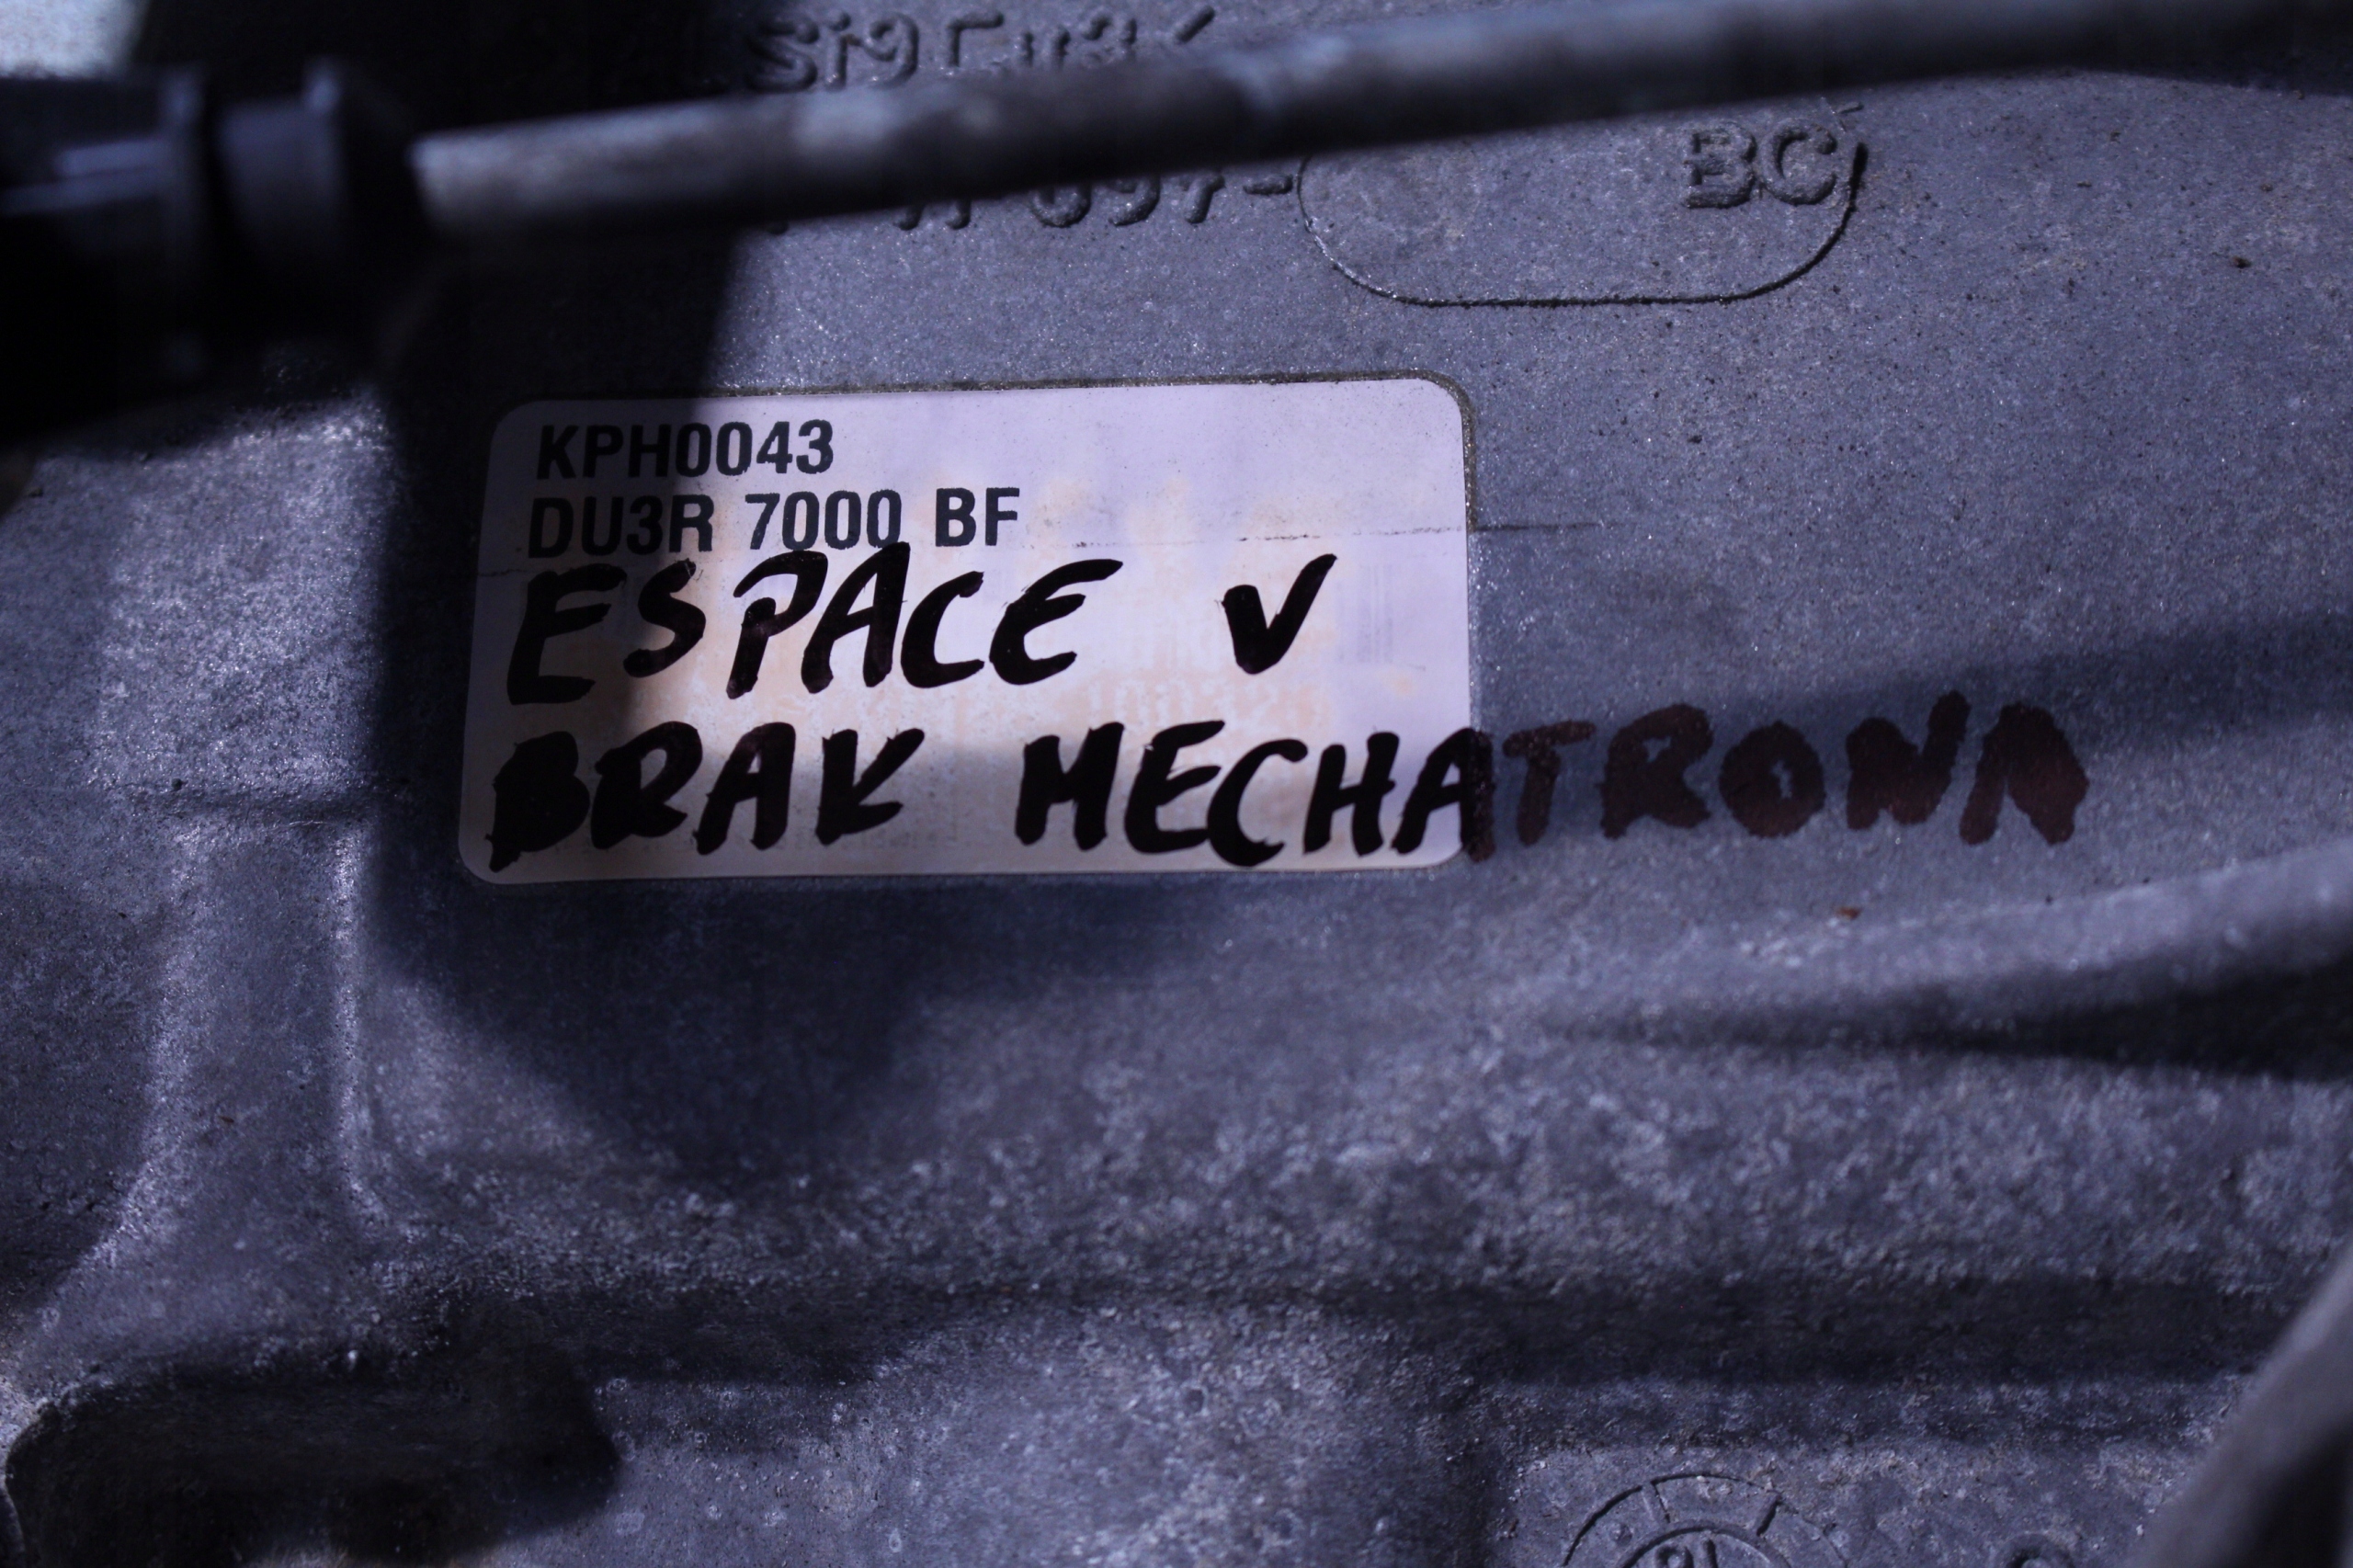 BC
KPH0043
DU3R 7000 BF
ESPACE V
BRAK MECHATRONA